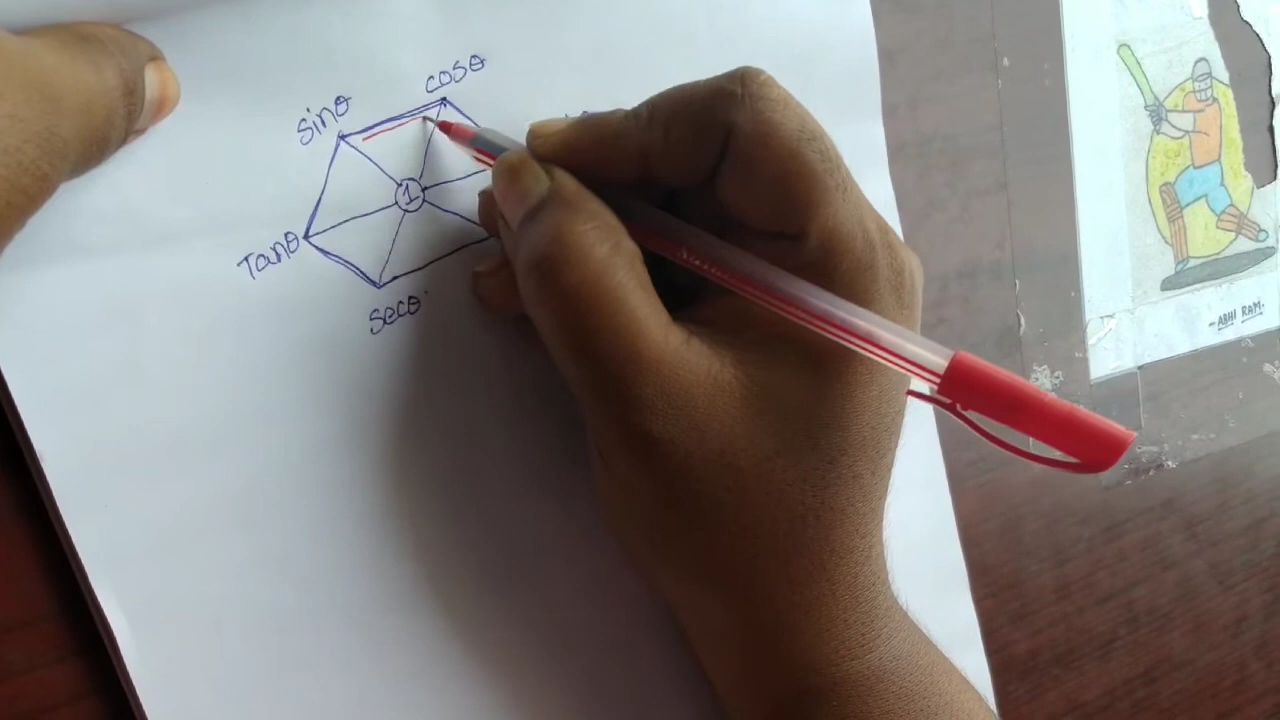 cosθ
sinθ
1
Tanθ
secθ
- ABHI RAM.